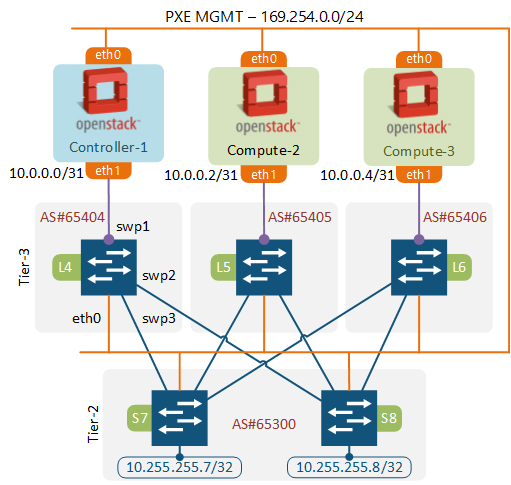 PXE MGMT – 169.254.0.0/24
eth0
eth0
eth0
openstack™
openstack™
openstack™
Controller-1
Compute-2
Compute-3
10.0.0.0/31
eth1
10.0.0.2/31
eth1
10.0.0.4/31
eth1
AS#65404
swp1
AS#65405
AS#65406
Tier-3
L4
swp2
L5
L6
eth0
swp3
Tier-2
S7
AS#65300
S8
10.255.255.7/32
10.255.255.8/32